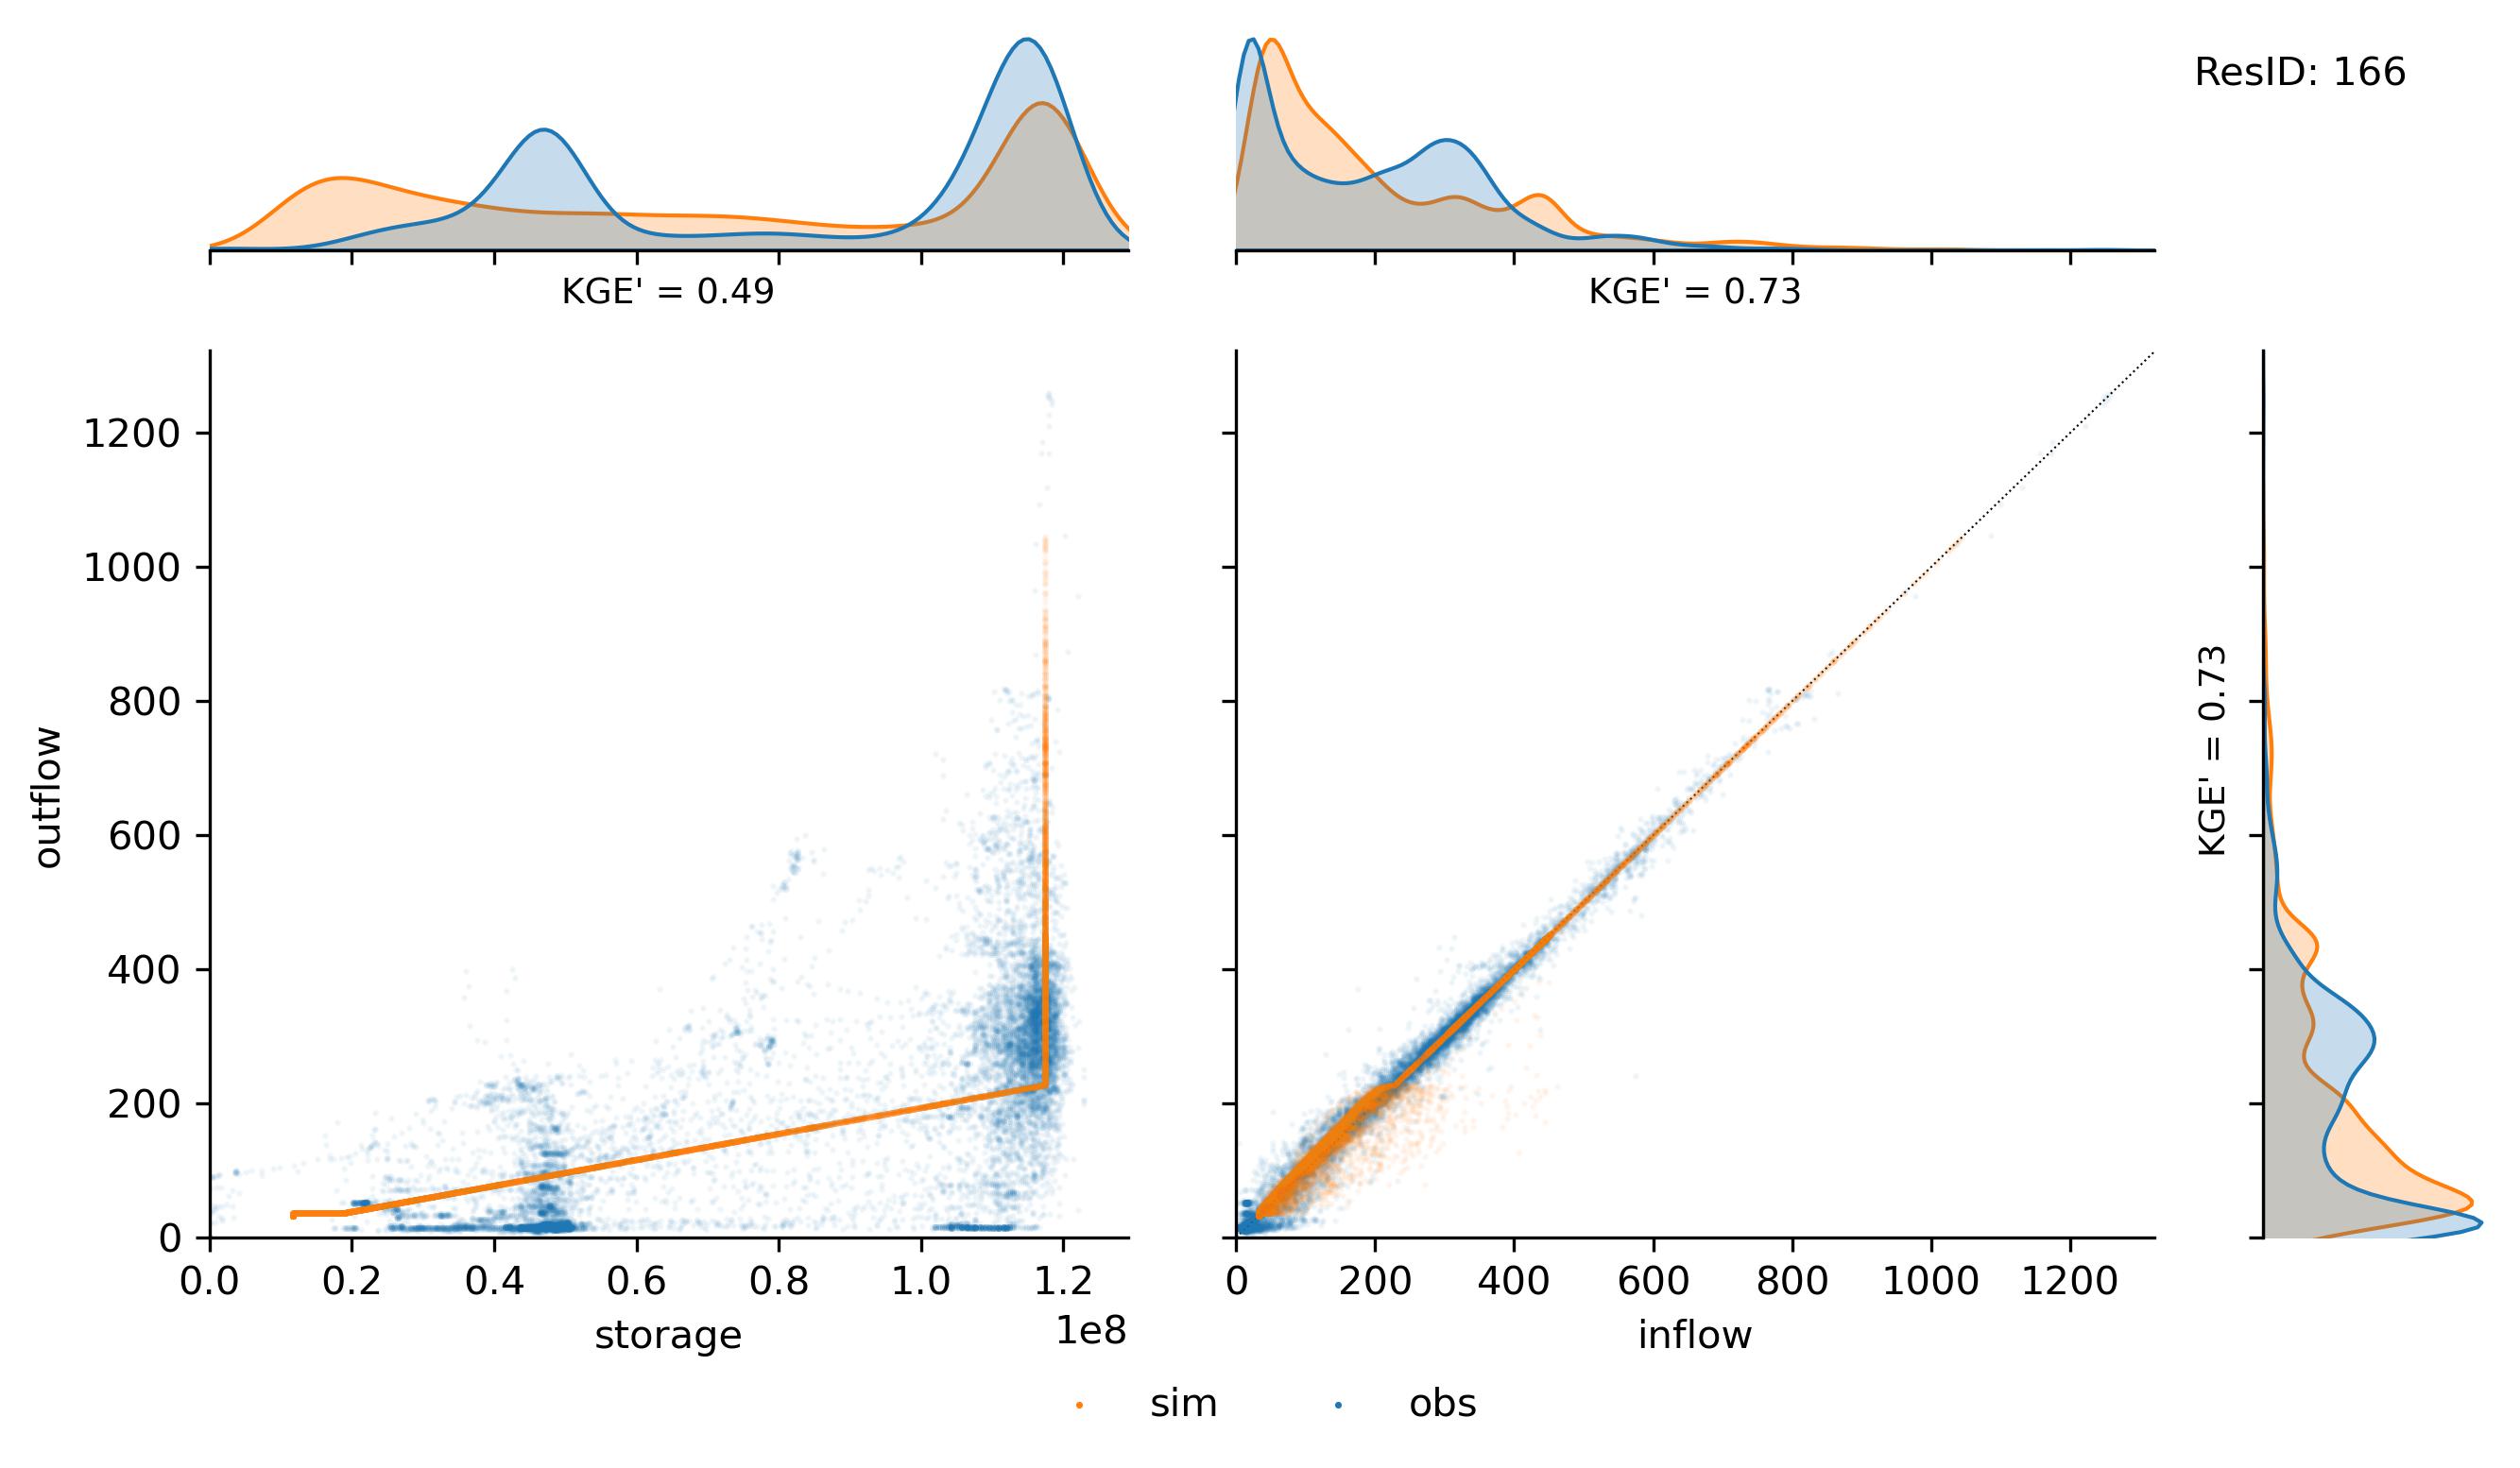 ResID: 166
KGE' = 0.49
KGE' = 0.73
1200
1000
800
600
400
200
0
outflow
KGE' = 0.73
0.0 0.2 0.4 0.6 0.8 1.0 1.2
1e8
storage
0 200 400 600 800 1000 1200
inflow
sim obs